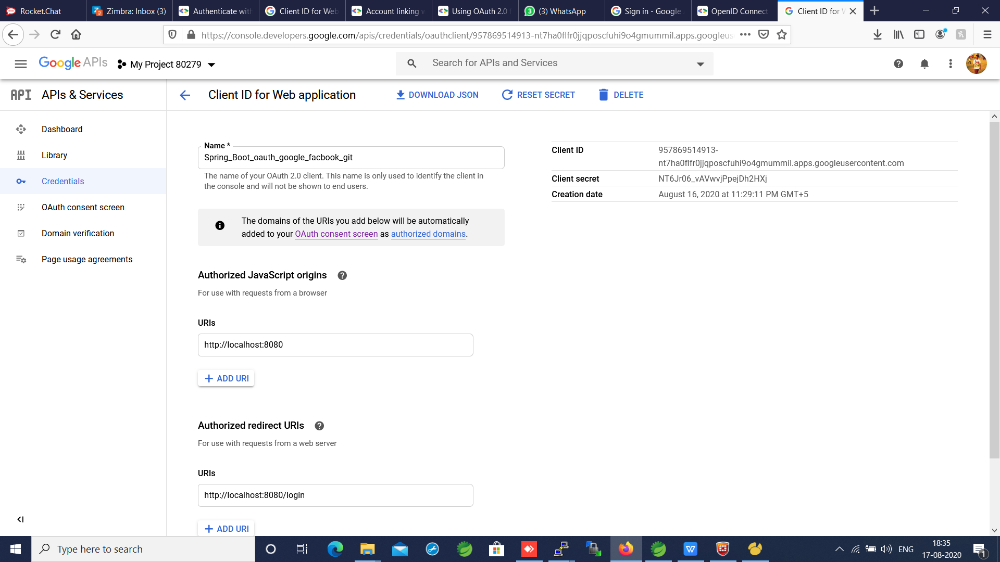 Rocket.Chat
Zimbra: Inbox (3)
Authenticate with
Client ID for Web
Account linking w
Using OAuth 2.0 f
(3) WhatsApp
Sign in - Google
OpenID Connect
Client ID for W
https://console.developers.google.com/apis/credentials/oauthclient/957869514913-nt7ha0flfr0jjqposcfuhi9o4gmummil.apps.googleus
Google APIs
My Project 80279
Search for APIs and Services
API
APIs & Services
Client ID for Web application
DOWNLOAD JSON
RESET SECRET
DELETE
Dashboard
Library
Credentials
OAuth consent screen
Domain verification
Page usage agreements
Name *
Spring_Boot_oauth_google_facbook_git
The name of your OAuth 2.0 client. This name is only used to identify the client in
the console and will not be shown to end users.
The domains of the URIs you add below will be automatically
added to your OAuth consent screen as authorized domains.
Authorized JavaScript origins
For use with requests from a browser
URIs
http://localhost:8080
ADD URI
Authorized redirect URIs
For use with requests from a web server
URIs
http://localhost:8080/login
ADD URI
Client ID
957869514913-
nt7ha0flfr0jjqposcfuhi9o4gmummil.apps.googleusercontent.com
Client secret
NT6Jr06_vAVwvjPpejDh2HXj
Creation date
August 16, 2020 at 11:29:11 PM GMT+5
Type here to search
ENG
18:35
17-08-2020
1